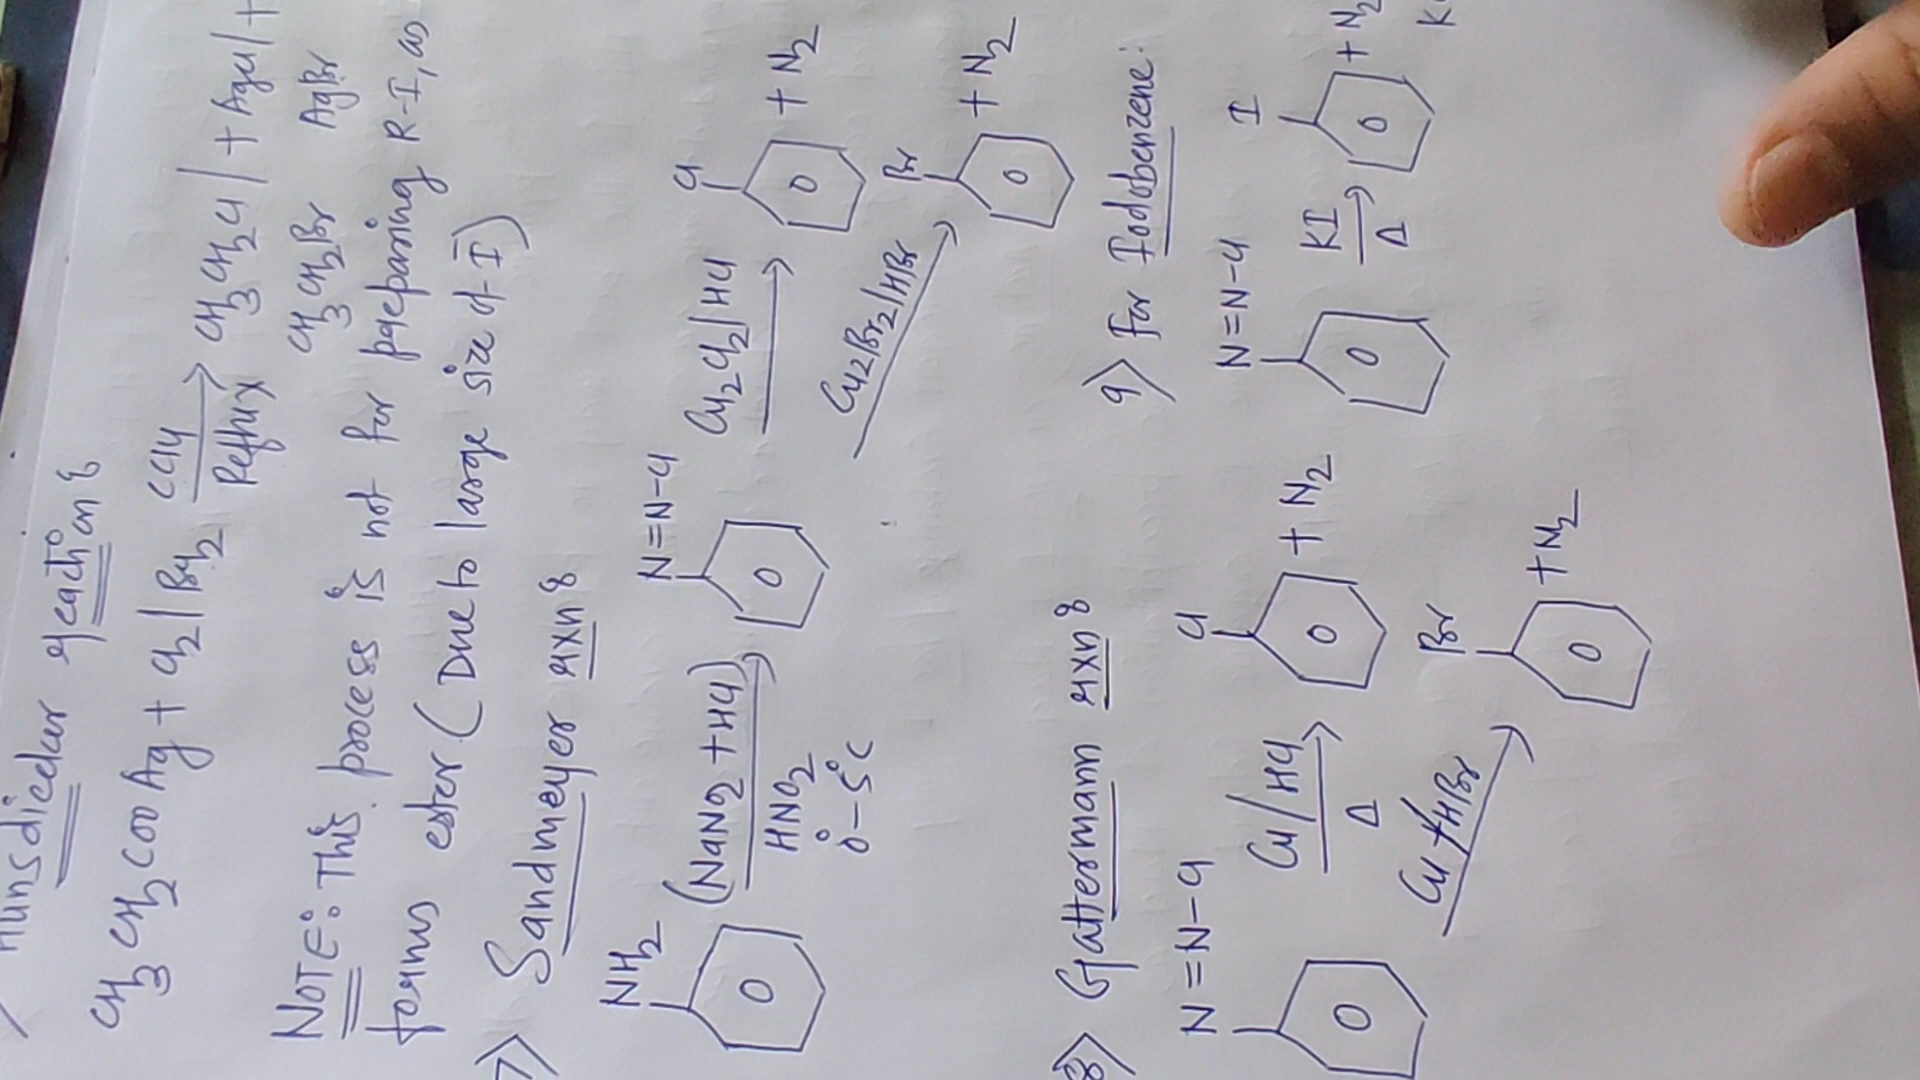 Hunsdiecker reaction:
CH3CH2COOAg + Cl2/Br2 CCl4 Reflux → CH3CH2Cl / + AgCl / +
CH3CH2Br AgBr
NOTE: This process is not for preparing R-I, as
forms ester (Due to large size of I)
7) Sandmeyer rxn:
NH2 (NaNO2 + HCl) → N=N-Cl Cu2Cl2/HCl → Cl + N2
HNO2
0°-5°C
Cu2Br2/HBr → Br + N2
8) Gattermann rxn:
N=N-Cl Cu/HCl → Cl + N2
Δ
Cu/HBr → Br + N2
9) For Iodobenzene:
N=N-Cl KI → I + N2
Δ